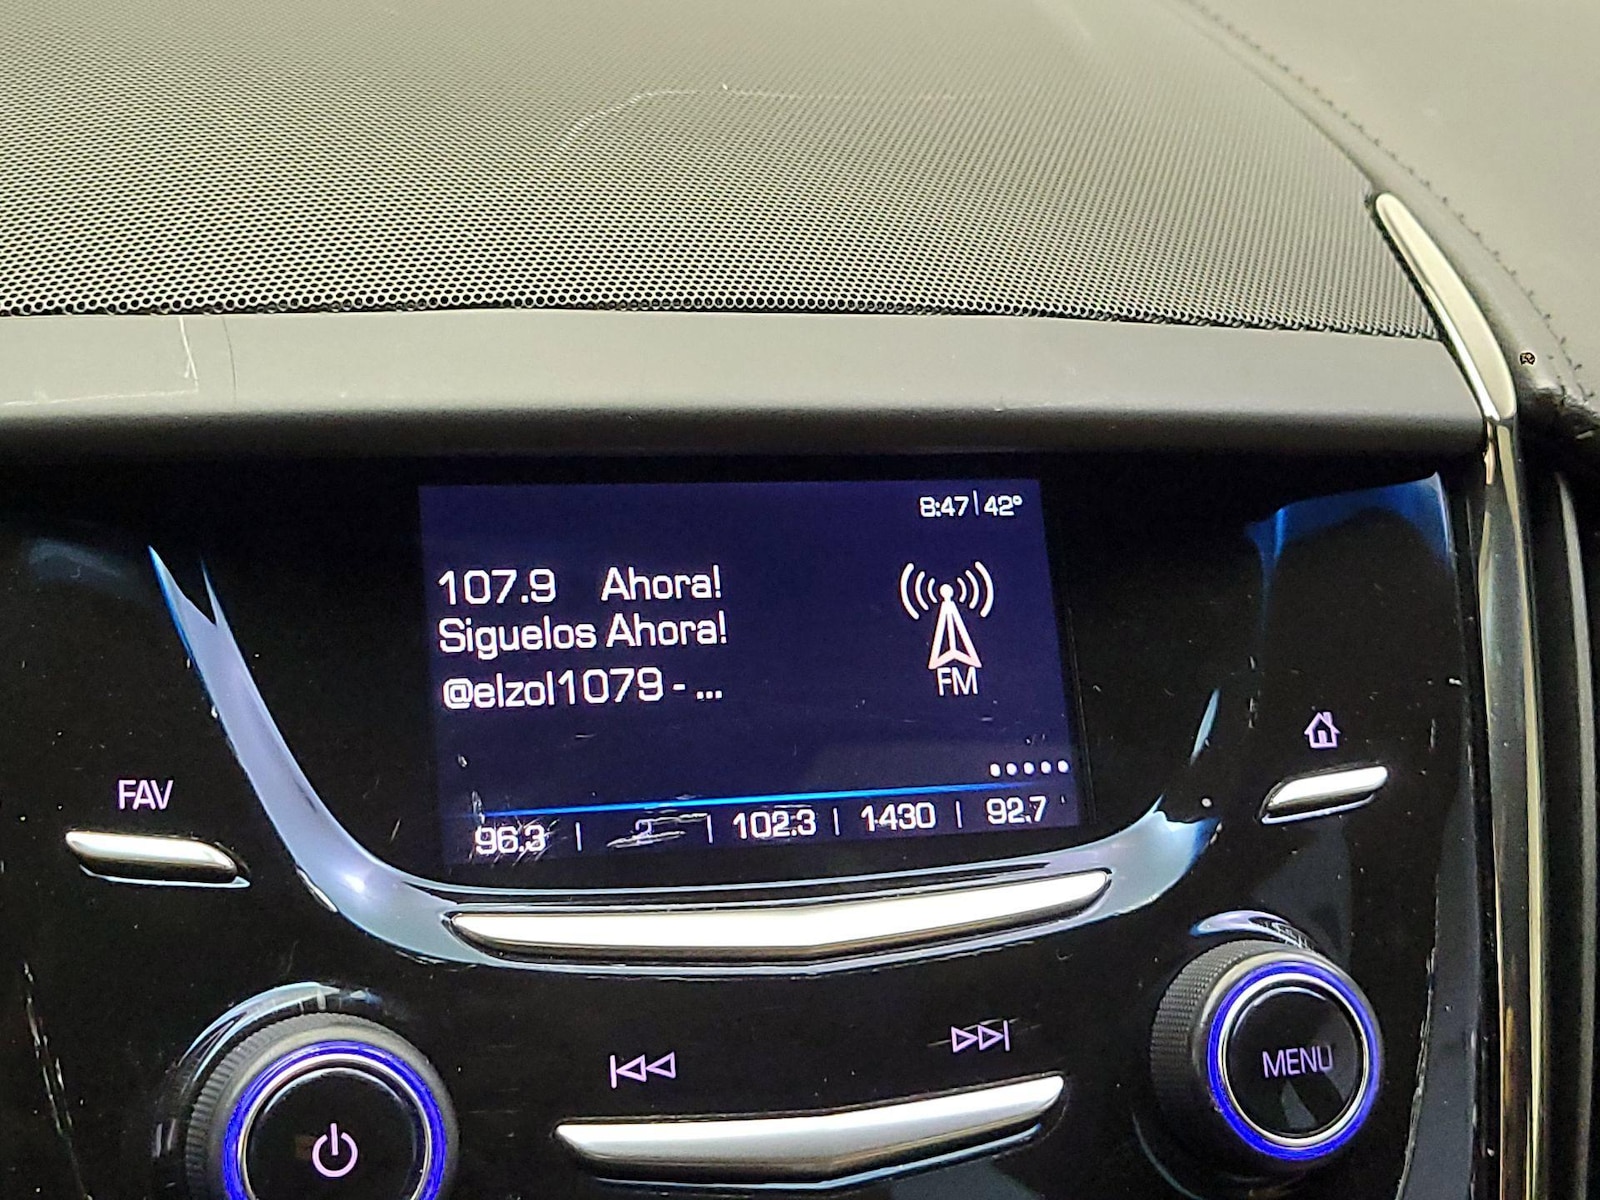 8:47 | 42°
107.9 Ahora!
Siguelos Ahora!
@elzol1079 - ...
FM
FAV
96.3 | 2 | 102.3 | 1430 | 92.7
MENU